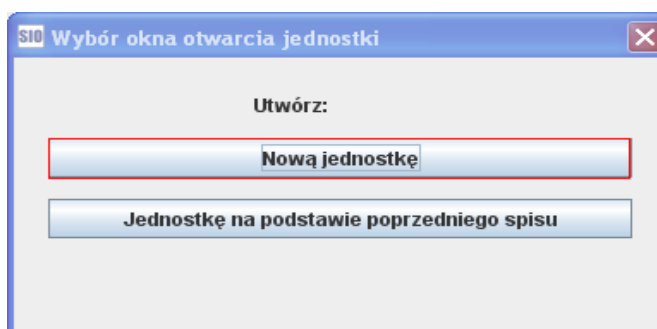 SIO Wybór okna otwarcia jednostki
Utwórz:
Nową jednostkę
Jednostkę na podstawie poprzedniego spisu